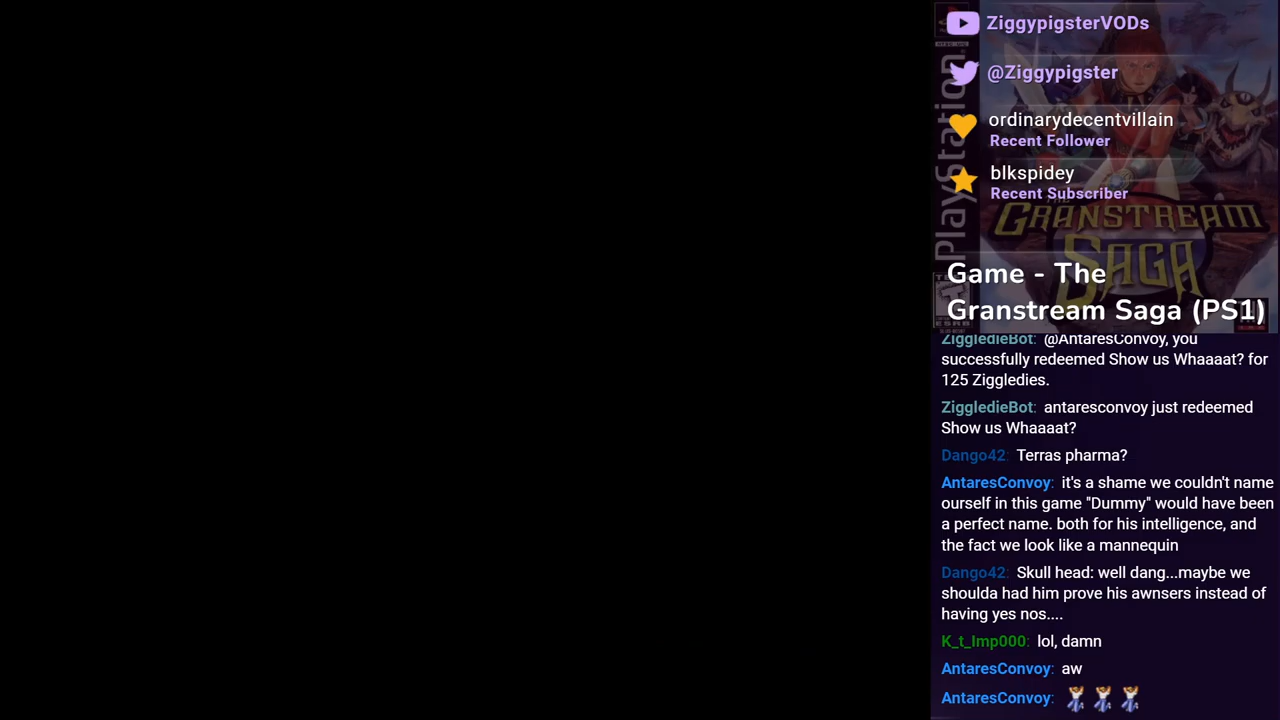 ZiggypigsterVODs
@Ziggypigster
ordinarydecentvillain
Recent Follower
blkspidey
Recent Subscriber
PlayStation
THE
GRANSTREAM
SAGA
Game - The
Granstream Saga (PS1)
ZiggledieBot: @AntaresConvoy, you
successfully redeemed Show us Whaaaat? for
125 Ziggledies.
ZiggledieBot: antaresconvoy just redeemed
Show us Whaaaat?
Dango42: Terras pharma?
AntaresConvoy: it's a shame we couldn't name
ourself in this game "Dummy" would have been
a perfect name. both for his intelligence, and
the fact we look like a mannequin
Dango42: Skull head: well dang...maybe we
shoulda had him prove his awnsers instead of
having yes nos....
K_t_Imp000: lol, damn
AntaresConvoy: aw
AntaresConvoy: